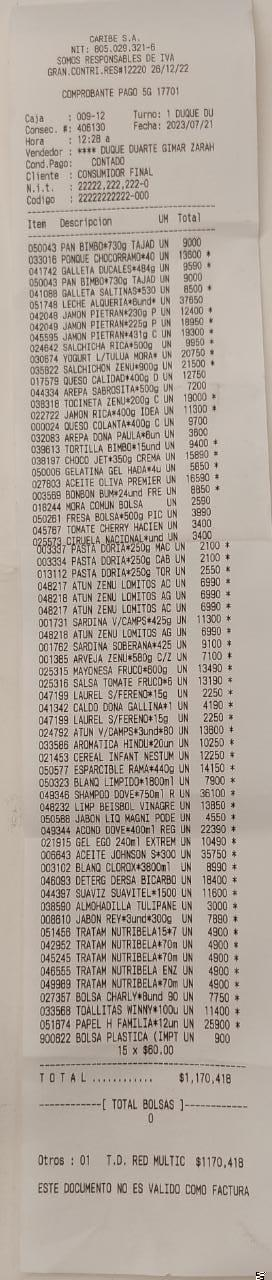 CARIBE S.A.
NIT: 805.029.321-6
SOMOS RESPONSABLES DE IVA
GRAN.CONTRI.RES#12220 26/12/22
COMPROBANTE PAGO 5G 17701
Caja : 009-12 Turno: 1 DUQUE DU
Consec. #: 406130 Fecha: 2023/07/21
Hora : 12:28 a
Vendedor : **** DUQUE DUARTE GIMAR ZARAH
Cond.Pago: CONTADO
Cliente : CONSUMIDOR FINAL
N.i.t. : 22222,222,222-0
Codigo : 22222222222-000
Item Descripcion UM Total
050043 PAN BIMBO*730g TAJAD UN 9000
033016 PONQUE CHOCORRAMO*40 UN 13600 *
041742 GALLETA DUCALES*484g UN 9590 *
050043 PAN BIMBO*730g TAJAD UN 9000
041088 GALLETA SALTINAS*530 UN 8500 *
051748 LECHE ALQUERIA*6und* UN 37650
042048 JAMON PIETRAN*230g P UN 12400 *
042049 JAMON PIETRAN*225g P UN 18950 *
045595 JAMON PIETRAN*431g C UN 19300 *
024642 SALCHICHA RICA*500g UN 9950 *
030674 YOGURT L/TULUA MORA* UN 20750 *
035822 SALCHICHON ZENU*900g UN 21500 *
017579 QUESO CALIDAD*400g D UN 12750
044334 AREPA SABROSITA*500g UN 7200
038318 TOCINETA ZENU*200g C UN 19000 *
022722 JAMON RICA*400g IDEA UN 11300 *
000024 QUESO COLANTA*400g C UN 9700
032083 AREPA DONA PAULA*6un UN 3600
039613 TORTILLA BIMBO*15und UN 9400 *
038197 CHOCO JET*350g CREMA UN 15890 *
050006 GELATINA GEL HADA*4u UN 5650 *
027803 ACEITE OLIVA PREMIER UN 16590 *
003569 BONBON BUM*24und FRE UN 8850 *
018244 MORA COMUN BOLSA UN 2590
050261 FRESA BOLSA*500g PIC UN 3990
045767 TOMATE CHERRY HACIEN UN 3400
025573 CIRUELA NACIONAL*und UN 3400
003337 PASTA DORIA*250g MAC UN 2100 *
003334 PASTA DORIA*250g CAB UN 2100 *
013112 PASTA DORIA*250g TOR UN 2550 *
048217 ATUN ZENU LOMITOS AC UN 6990 *
048218 ATUN ZENU LOMITOS AG UN 6990 *
048217 ATUN ZENU LOMITOS AC UN 6990 *
001731 SARDINA V/CAMPS*425g UN 11300 *
048218 ATUN ZENU LOMITOS AG UN 6990 *
001762 SARDINA SOBERANA*425 UN 9100 *
001385 ARVEJA ZENU*580g C/Z UN 7100 *
025315 MAYONESA FRUCO*600g UN 13490 *
025316 SALSA TOMATE FRUCO*6 UN 13190 *
047199 LAUREL S/FERENO*15g UN 2250 *
041342 CALDO DONA GALLINA*1 UN 4190 *
047199 LAUREL S/FERENO*15g UN 2250 *
024792 ATUN V/CAMPS*3und*80 UN 13600 *
033586 AROMATICA HINDU*20un UN 10250 *
021453 CEREAL INFANT NESTUM UN 12250 *
050577 ESPARCIBLE RAMA*440g UN 14150 *
050323 BLANQ LIMPIDO*1800ml UN 7900 *
049346 SHAMPOO DOVE*750ml R UN 36100 *
048232 LIMP BEISBOL VINAGRE UN 13850 *
050588 JABON LIQ MAGNI PODE UN 4550 *
049344 ACOND DOVE*400ml REG UN 22390 *
021915 GEL EGO 240ml EXTREM UN 10490 *
006843 ACEITE JOHNSON S*300 UN 35750 *
003102 BLANQ CLOROX*3800ml UN 8690 *
046093 DETERG DERSA BICARBO UN 18400 *
044397 SUAVIZ SUAVITEL*1500 UN 11600 *
038590 ALMOHADILLA TULIPANE UN 3000 *
008610 JABON REY*3und*300g UN 7890 *
051456 TRATAM NUTRIBELA*15*7 UN 4900 *
042952 TRATAM NUTRIBELA*70m UN 4900 *
045245 TRATAM NUTRIBELA*70m UN 4900 *
046555 TRATAM NUTRIBELA ENZ UN 4900 *
049989 TRATAM NUTRIBELA*70m UN 4900 *
027357 BOLSA CHARLY*8und 90 UN 7750 *
033568 TOALLITAS WINNY*100u UN 11400 *
051674 PAPEL H FAMILIA*12un UN 25900 *
900822 BOLSA PLASTICA (IMPT UN 900
15 x $60.00
TOTAL ............ $1,170,418
------------[ TOTAL BOLSAS ]------------
0
Otros : 01 T.D. RED MULTIC $1170,418
ESTE DOCUMENTO NO ES VALIDO COMO FACTURA